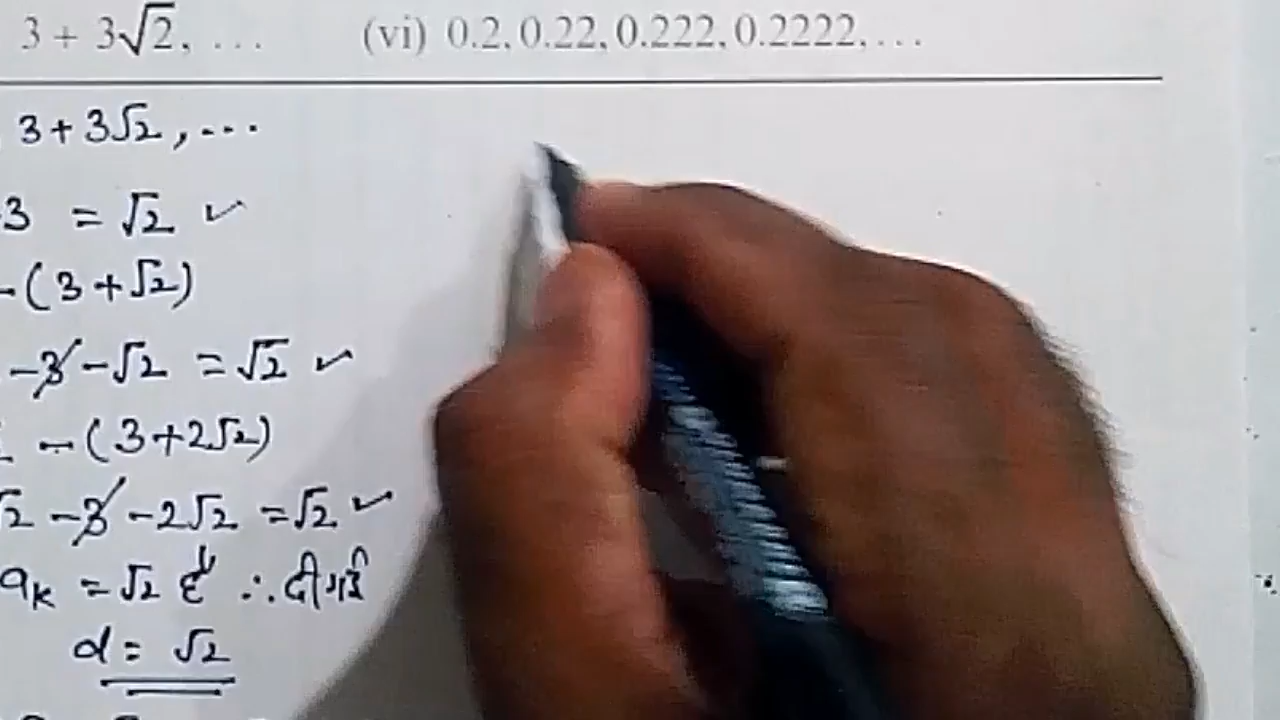 3 + 3√2, ... (vi) 0.2, 0.22, 0.222, 0.2222, ...
3 + 3√2, ...
3 = √2 ✓
-(3 + √2)
-3 - √2 = √2 ✓
-(3 + 2√2)
√2 - 3 - 2√2 = √2 ✓
ak = √2 ∴
d = √2